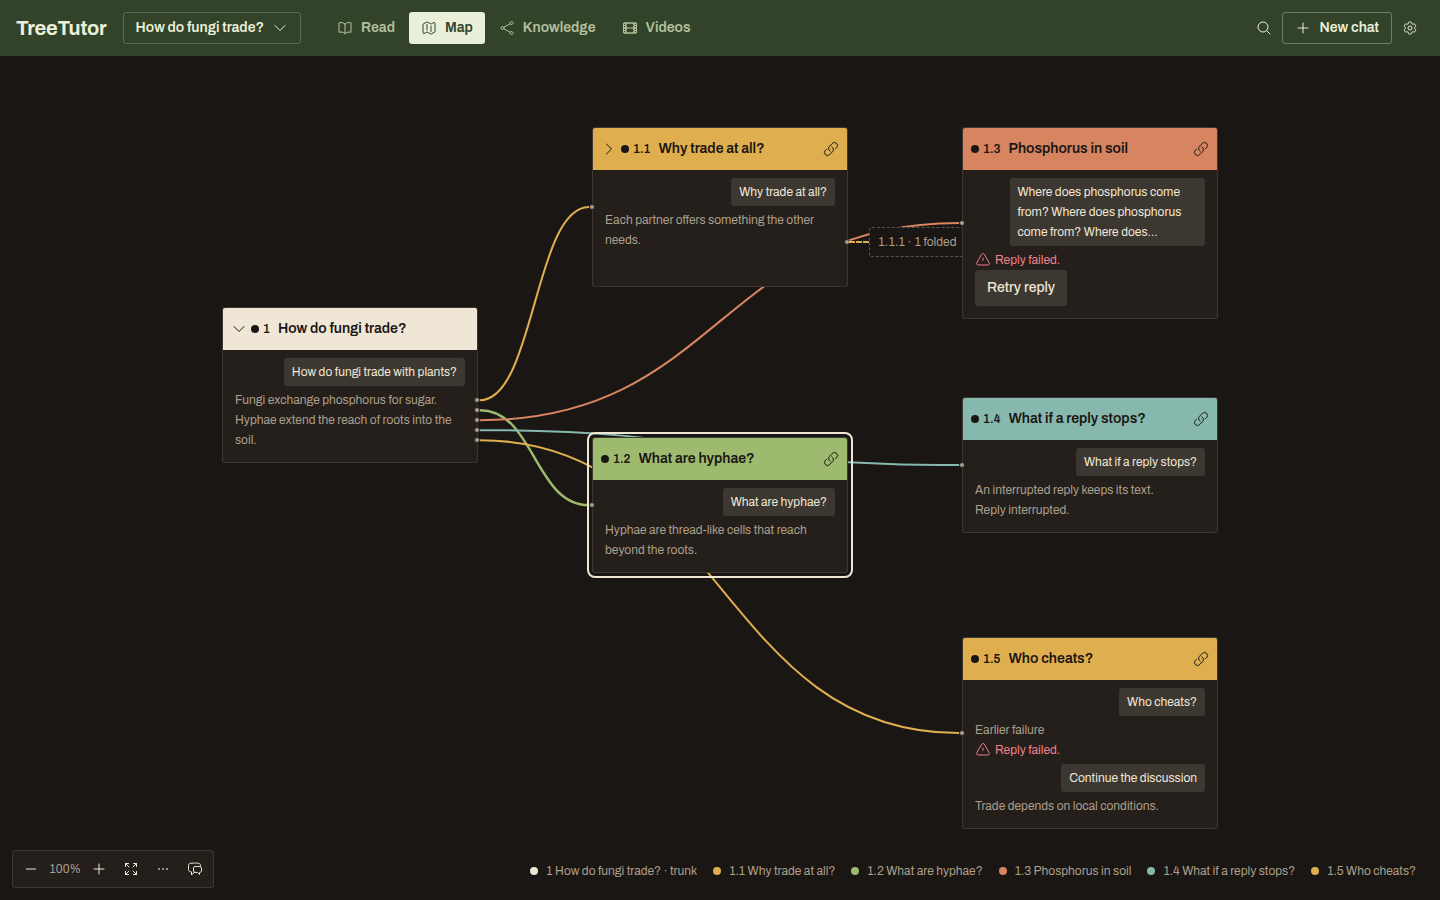 TreeTutor
How do fungi trade?
Read
Map
Knowledge
Videos
New chat
1.1 Why trade at all?
Why trade at all?
Each partner offers something the other
needs.
1.1.1 · 1 folded
1.3 Phosphorus in soil
Where does phosphorus come
from? Where does phosphorus
come from? Where does...
Reply failed.
Retry reply
1 How do fungi trade?
How do fungi trade with plants?
Fungi exchange phosphorus for sugar.
Hyphae extend the reach of roots into the
soil.
1.2 What are hyphae?
What are hyphae?
Hyphae are thread-like cells that reach
beyond the roots.
1.4 What if a reply stops?
What if a reply stops?
An interrupted reply keeps its text.
Reply interrupted.
1.5 Who cheats?
Who cheats?
Earlier failure
Reply failed.
Continue the discussion
Trade depends on local conditions.
100%
1 How do fungi trade? · trunk
1.1 Why trade at all?
1.2 What are hyphae?
1.3 Phosphorus in soil
1.4 What if a reply stops?
1.5 Who cheats?